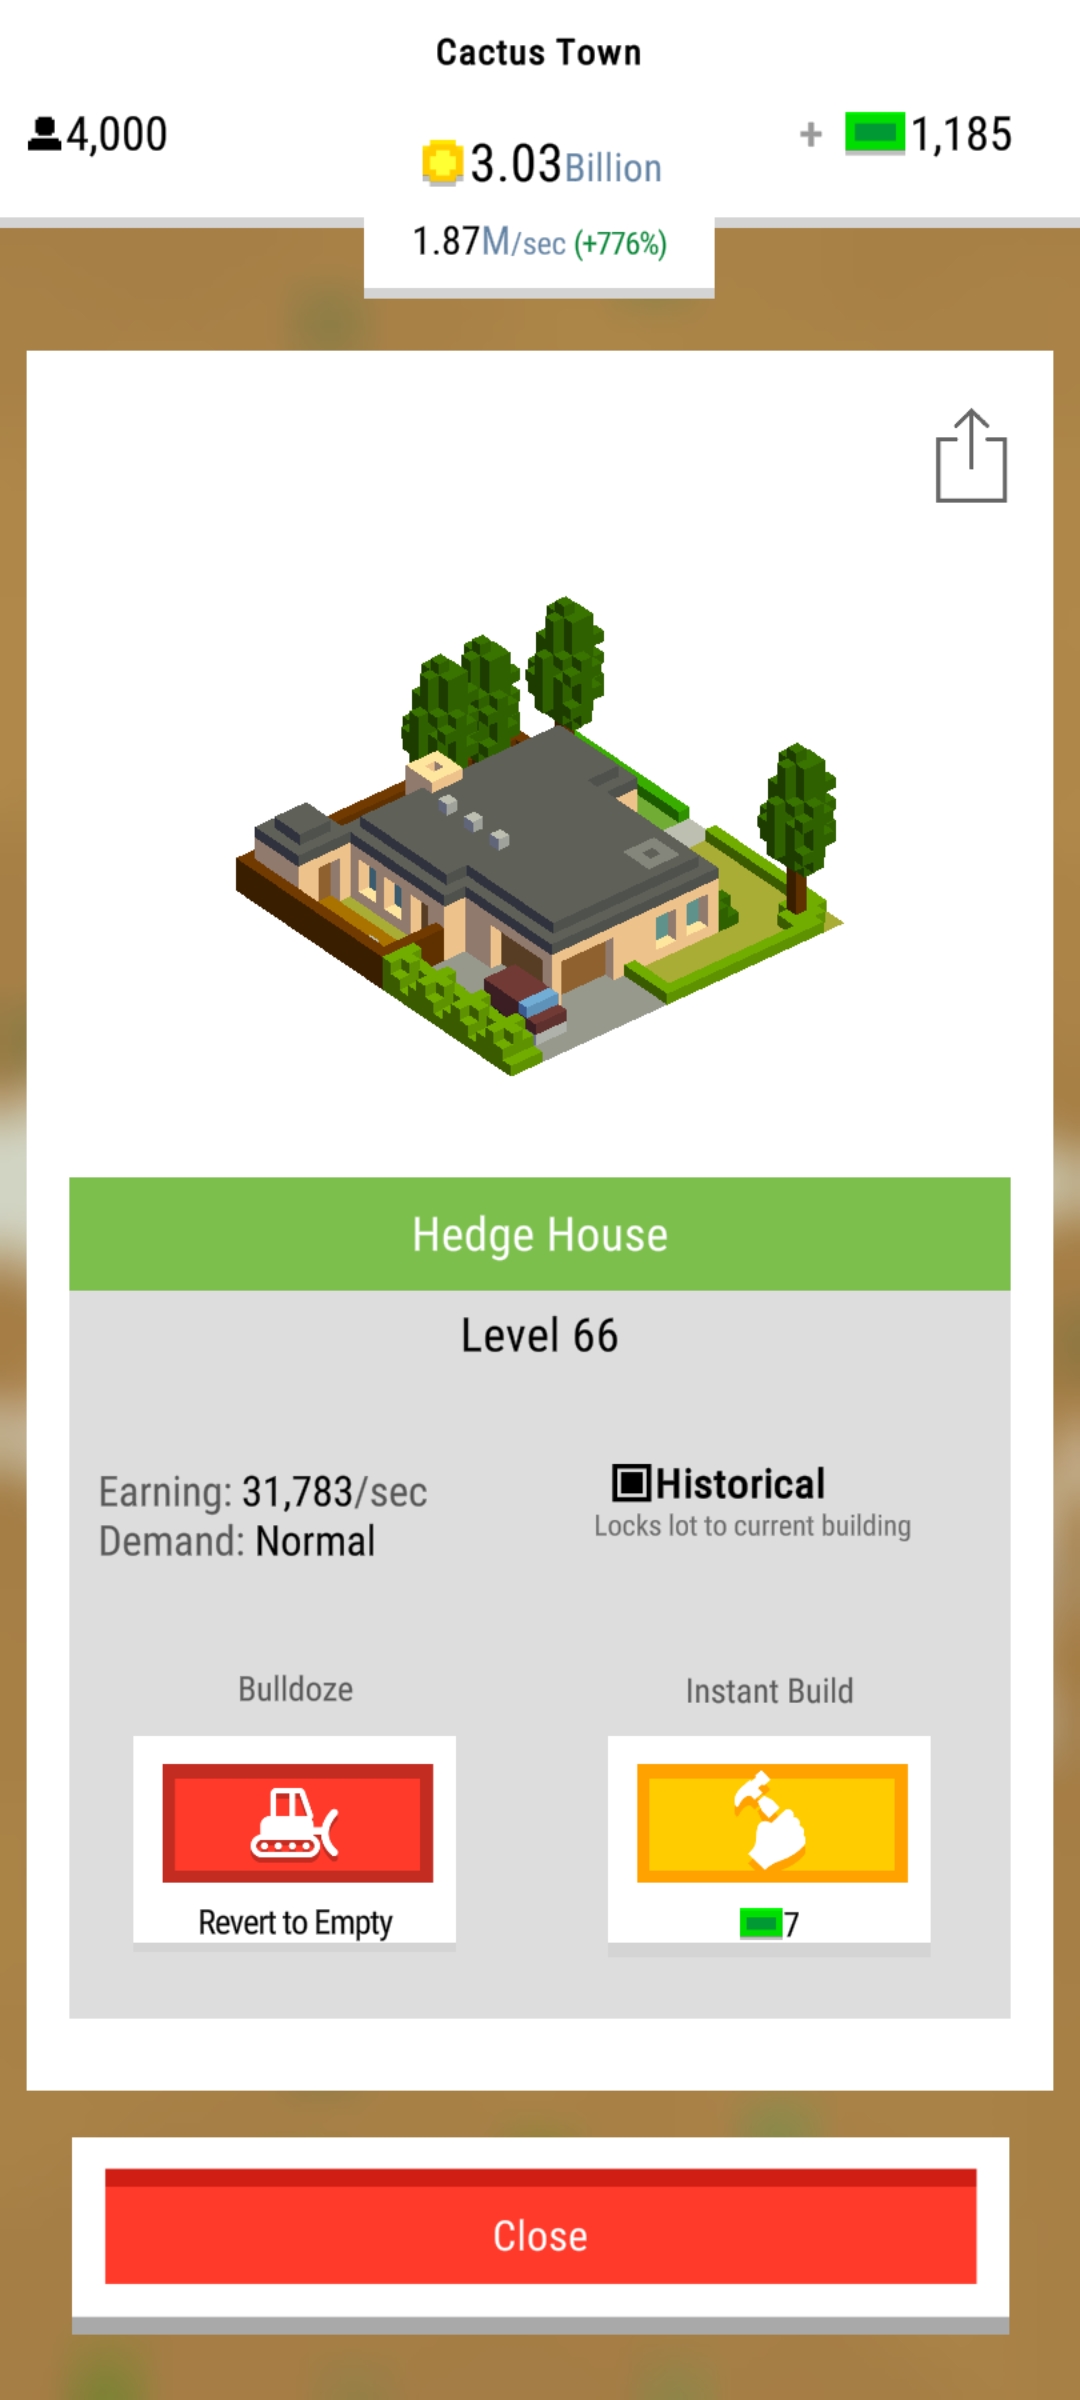 Cactus Town
4,000
3.03Billion
+ 1,185
1.87M/sec (+776%)
Hedge House
Level 66
Earning: 31,783/sec
Demand: Normal
Historical
Locks lot to current building
Bulldoze
Revert to Empty
Instant Build
7
Close